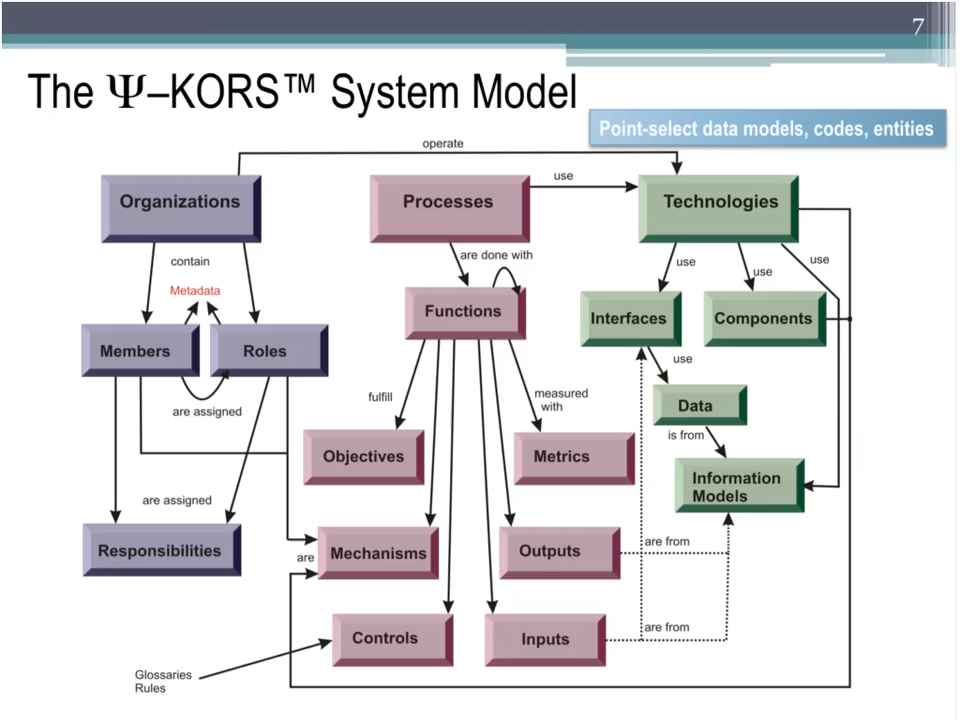 7
The Ψ–KORS™ System Model
Point-select data models, codes, entities
operate
Organizations
Processes
use
Technologies
contain
are done with
use
use
use
Metadata
Functions
Interfaces
Components
Members
Roles
use
are assigned
fulfill
measured
with
Data
is from
Objectives
Metrics
Information
Models
are assigned
Responsibilities
are
Mechanisms
Outputs
are from
Controls
Inputs
are from
Glossaries
Rules